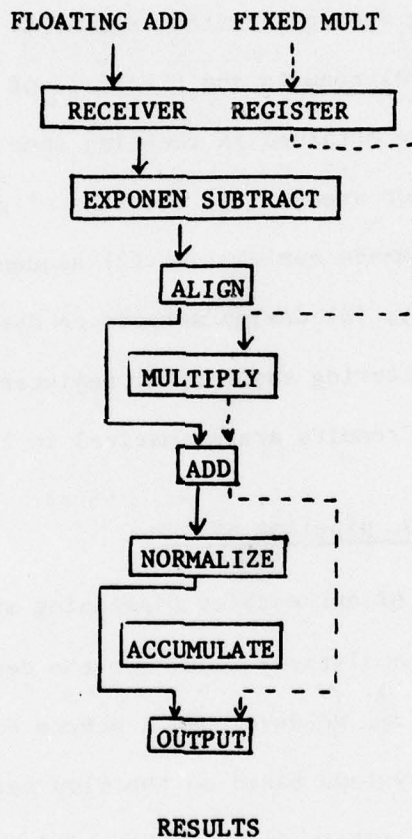 FLOATING ADD FIXED MULT
RECEIVER REGISTER
EXPONEN SUBTRACT
ALIGN
MULTIPLY
ADD
NORMALIZE
ACCUMULATE
OUTPUT
RESULTS